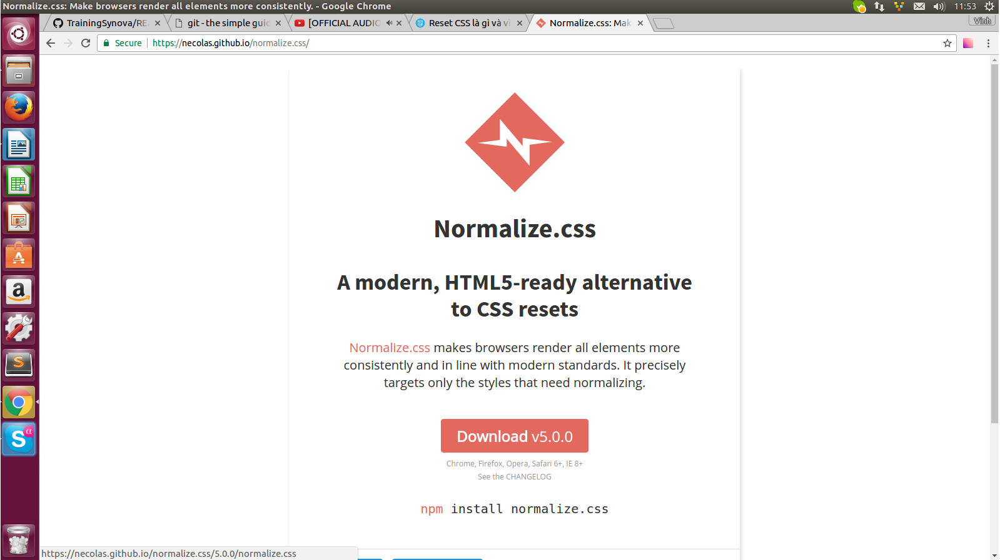 Normalize.css: Make browsers render all elements more consistently. - Google Chrome
11:53
TrainingSynova/RE
git - the simple guid
[OFFICIAL AUDIO
Reset CSS là gì và vì
Normalize.css: Mak
Vinh
Secure
https://necolas.github.io/normalize.css/
Normalize.css
A modern, HTML5-ready alternative
to CSS resets
Normalize.css makes browsers render all elements more
consistently and in line with modern standards. It precisely
targets only the styles that need normalizing.
Download v5.0.0
Chrome, Firefox, Opera, Safari 6+, IE 8+
See the CHANGELOG
npm install normalize.css
https://necolas.github.io/normalize.css/5.0.0/normalize.css